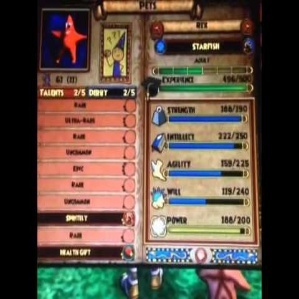 PETS
REX
STARFISH
ADULT
EXPERIENCE
TALENTS 2/5 DERBY 2/5
RARE
ULTRA-RARE
RARE
UNCOMMON
EPIC
RARE
UNCOMMON
SPRITELY
RARE
HEALTH GIFT
STRENGTH
INTELLECT
222/250
AGILITY
WILL
POWER